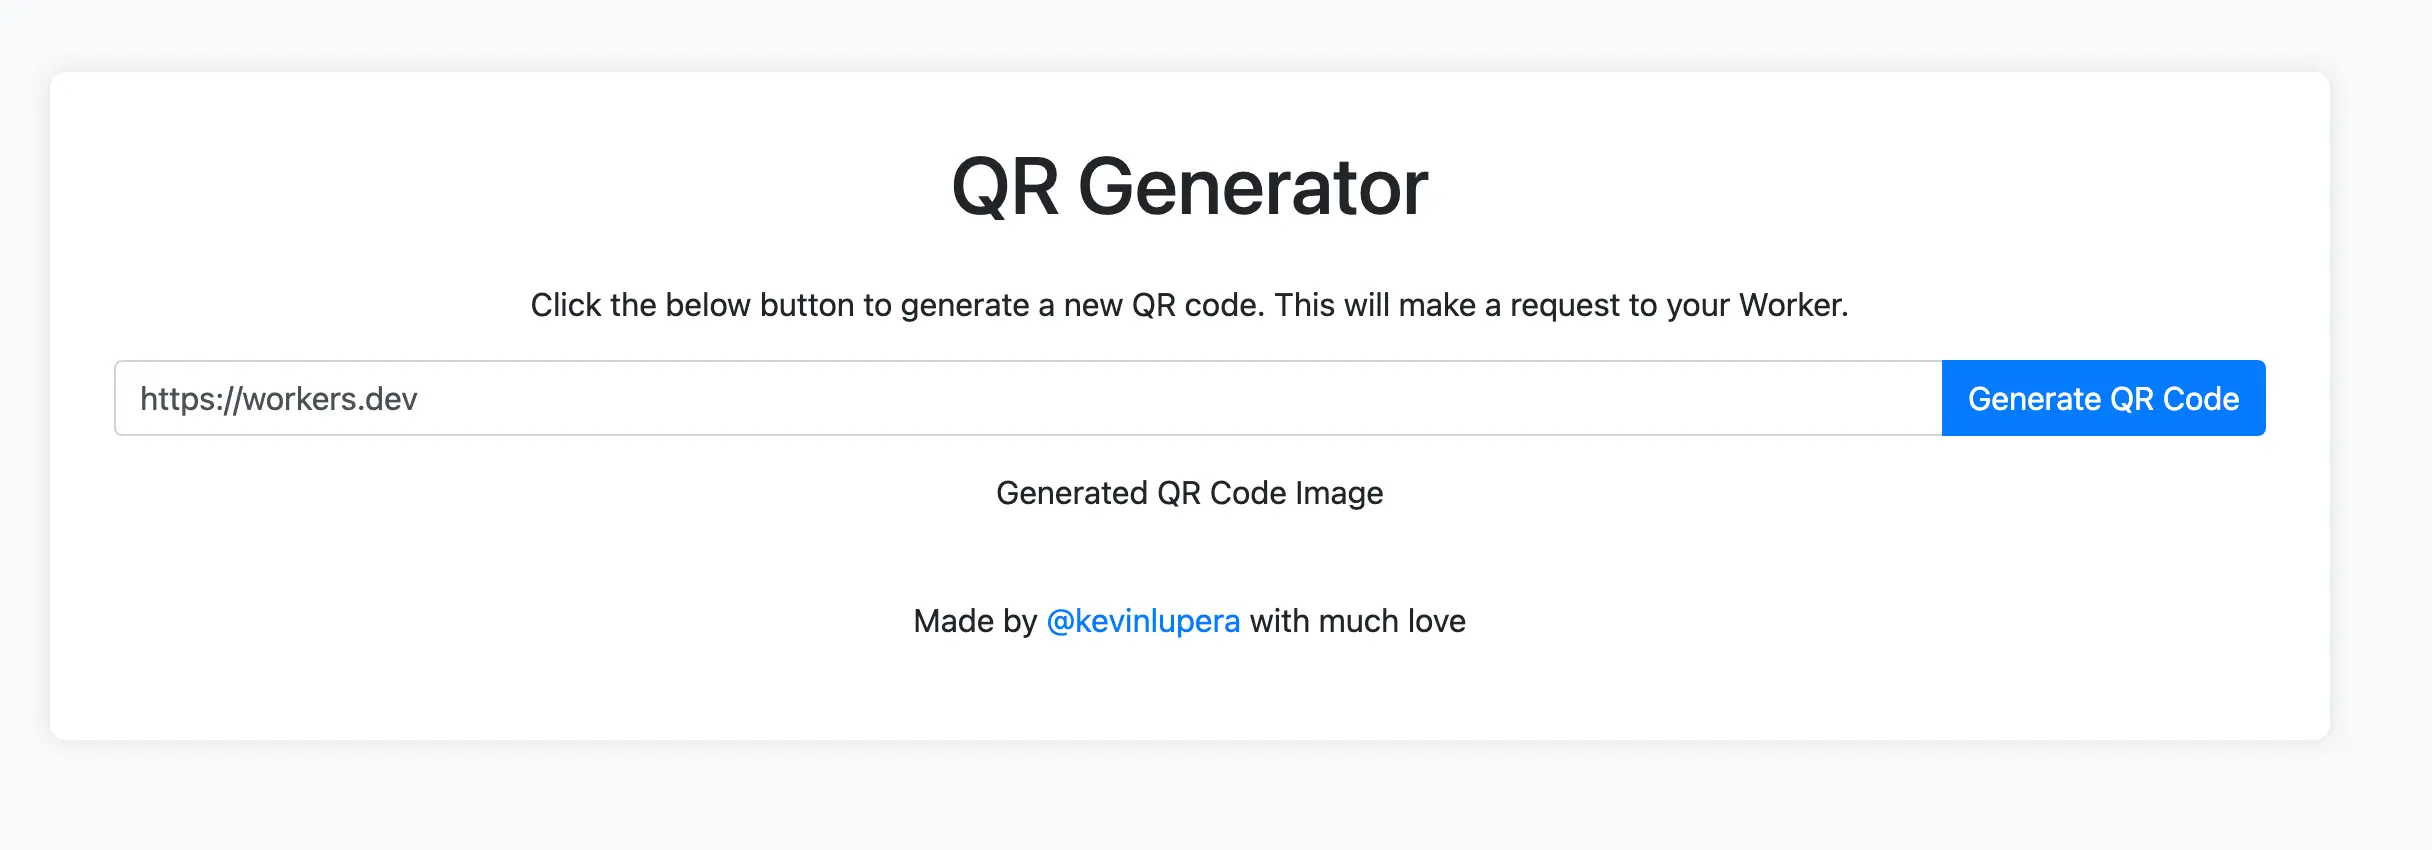 QR Generator
Click the below button to generate a new QR code. This will make a request to your Worker.
https://workers.dev
Generate QR Code
Generated QR Code Image
Made by @kevinlupera with much love